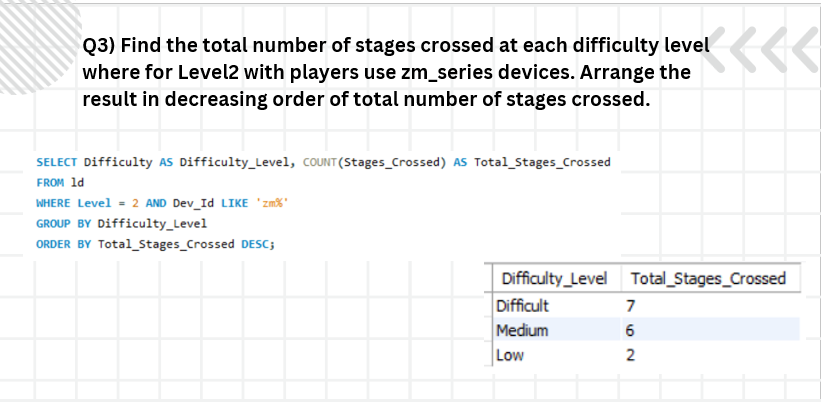 Q3) Find the total number of stages crossed at each difficulty level
where for Level2 with players use zm_series devices. Arrange the
result in decreasing order of total number of stages crossed.
SELECT Difficulty AS Difficulty_Level, COUNT(Stages_Crossed) AS Total_Stages_Crossed
FROM ld
WHERE Level = 2 AND Dev_Id LIKE 'zm%'
GROUP BY Difficulty_Level
ORDER BY Total_Stages_Crossed DESC;
Difficulty_Level Total_Stages_Crossed
Difficult 7
Medium 6
Low 2